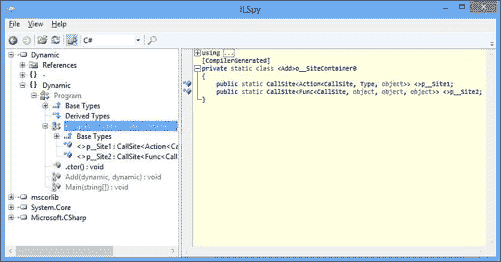 ILSpy
File View Help
C#
Dynamic
References
{ } -
{ } Dynamic
Program
Base Types
Derived Types
Base Types
<>p__Site1 : CallSite<Action<Call
<>p__Site2 : CallSite<Func<Call
.ctor() : void
Add(dynamic, dynamic) : void
Main(string[]) : void
mscorlib
System.Core
Microsoft.CSharp
using ...
[CompilerGenerated]
private static class <Add>o__SiteContainer0
{
public static CallSite<Action<CallSite, Type, object>> <>p__Site1;
public static CallSite<Func<CallSite, object, object, object>> <>p__Site2;
}